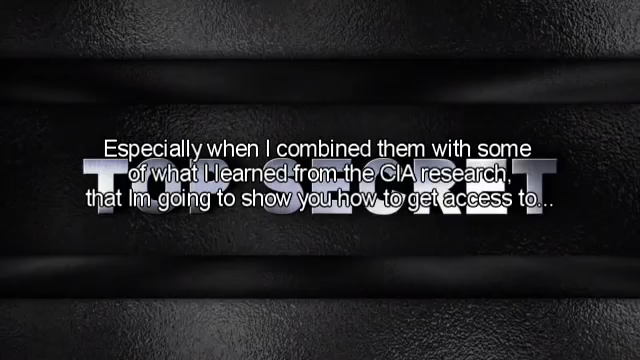 Especially when I combined them with some
of what I learned from the CIA research,
that Im going to show you how to get access to...
TOP SECRET